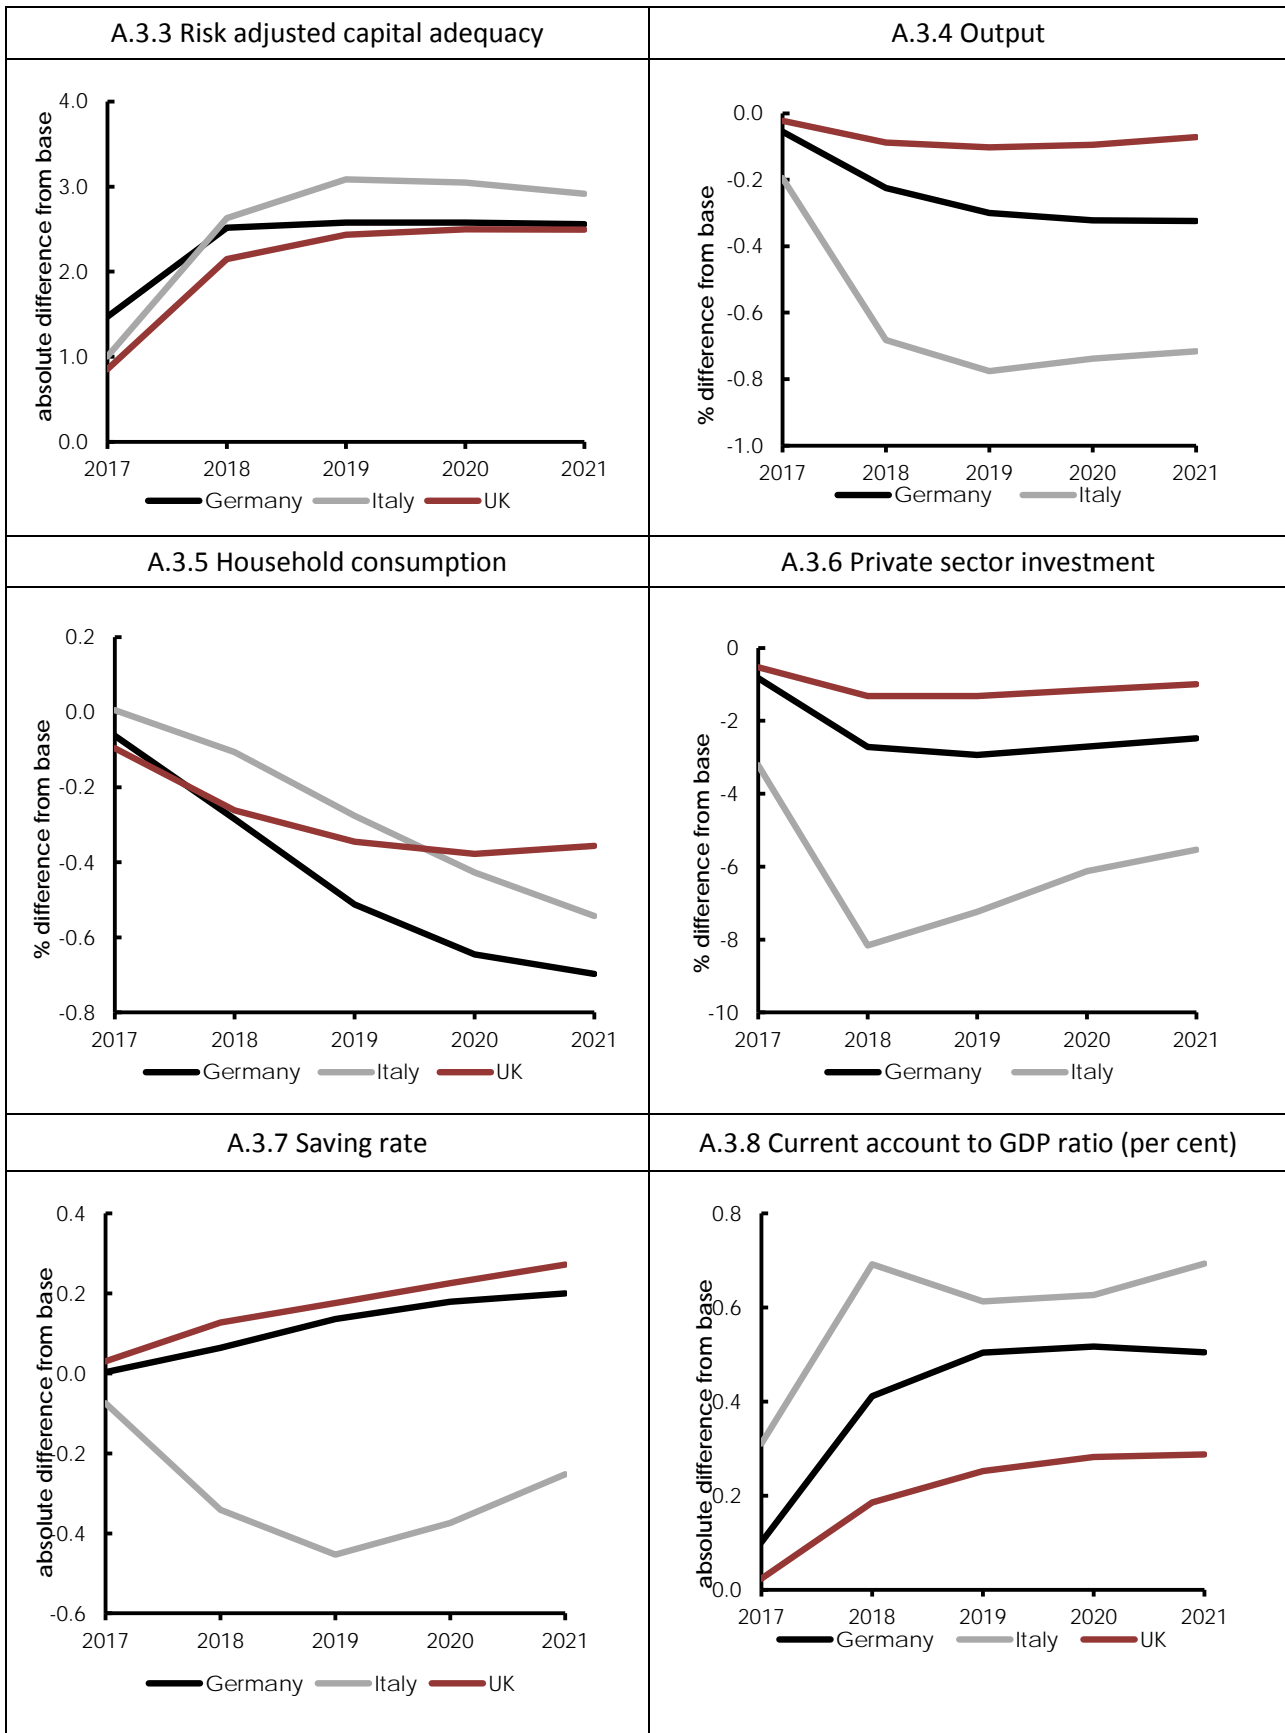 A.3.3 Risk adjusted capital adequacy
A.3.4 Output
absolute difference from base
4.0
3.0
2.0
1.0
0.0
2017 2018 2019 2020 2021
Germany Italy UK
% difference from base
0.0
-0.2
-0.4
-0.6
-0.8
-1.0
2017 2018 2019 2020 2021
Germany Italy
A.3.5 Household consumption
A.3.6 Private sector investment
% difference from base
0.2
0.0
-0.2
-0.4
-0.6
-0.8
2017 2018 2019 2020 2021
Germany Italy UK
% difference from base
0
-2
-4
-6
-8
-10
2017 2018 2019 2020 2021
Germany Italy
A.3.7 Saving rate
A.3.8 Current account to GDP ratio (per cent)
absolute difference from base
0.4
0.2
0.0
-0.2
-0.4
-0.6
2017 2018 2019 2020 2021
Germany Italy UK
absolute difference from base
0.8
0.6
0.4
0.2
0.0
2017 2018 2019 2020 2021
Germany Italy UK